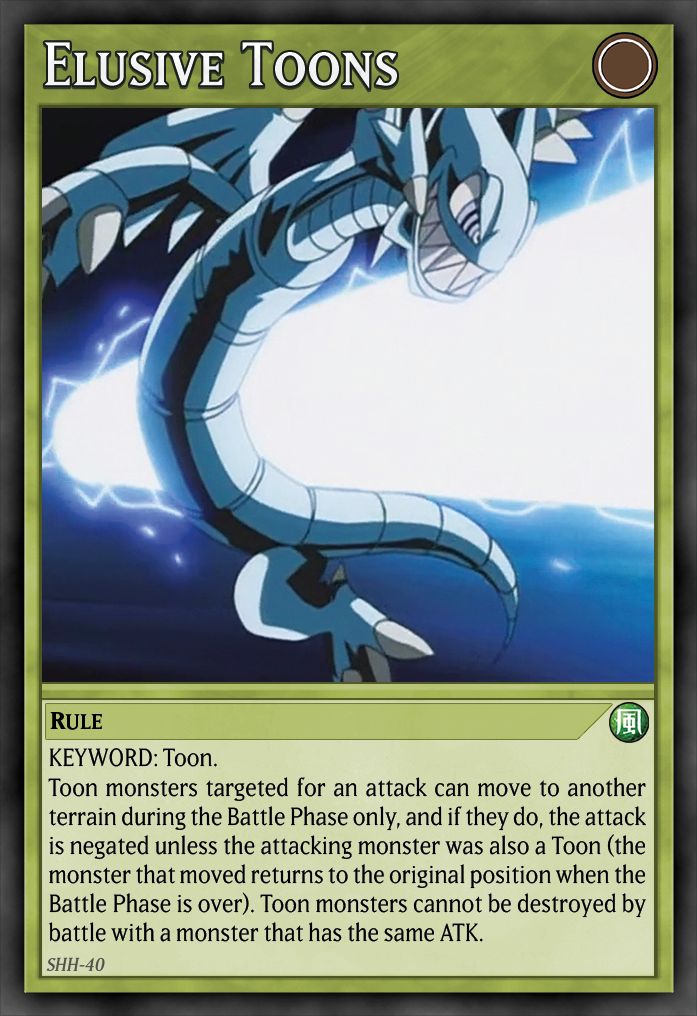 Elusive Toons
Rule
風
KEYWORD: Toon.
Toon monsters targeted for an attack can move to another
terrain during the Battle Phase only, and if they do, the attack
is negated unless the attacking monster was also a Toon (the
monster that moved returns to the original position when the
Battle Phase is over). Toon monsters cannot be destroyed by
battle with a monster that has the same ATK.
SHH-40